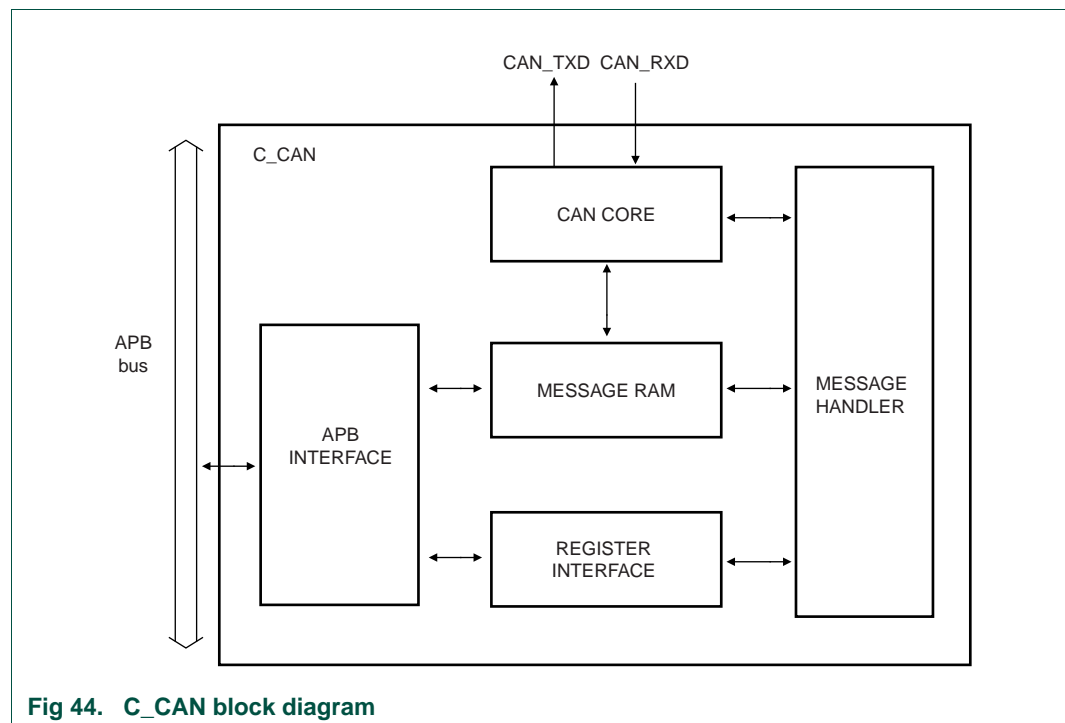 CAN_TXD CAN_RXD
C_CAN
CAN CORE
APB
bus
MESSAGE RAM
MESSAGE
HANDLER
APB
INTERFACE
REGISTER
INTERFACE
Fig 44. C_CAN block diagram